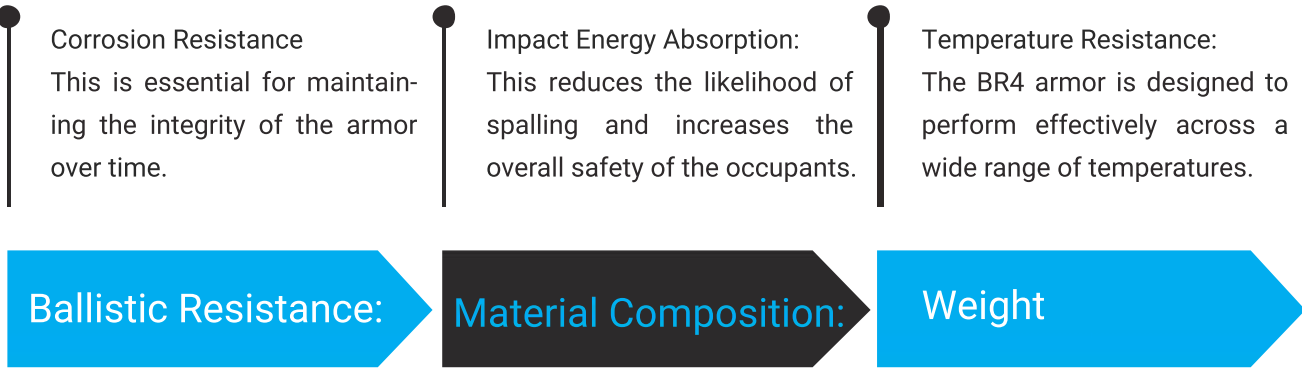 Corrosion Resistance
This is essential for maintain-
ing the integrity of the armor
over time.
Impact Energy Absorption:
This reduces the likelihood of
spalling and increases the
overall safety of the occupants.
Temperature Resistance:
The BR4 armor is designed to
perform effectively across a
wide range of temperatures.
Ballistic Resistance:
Material Composition:
Weight